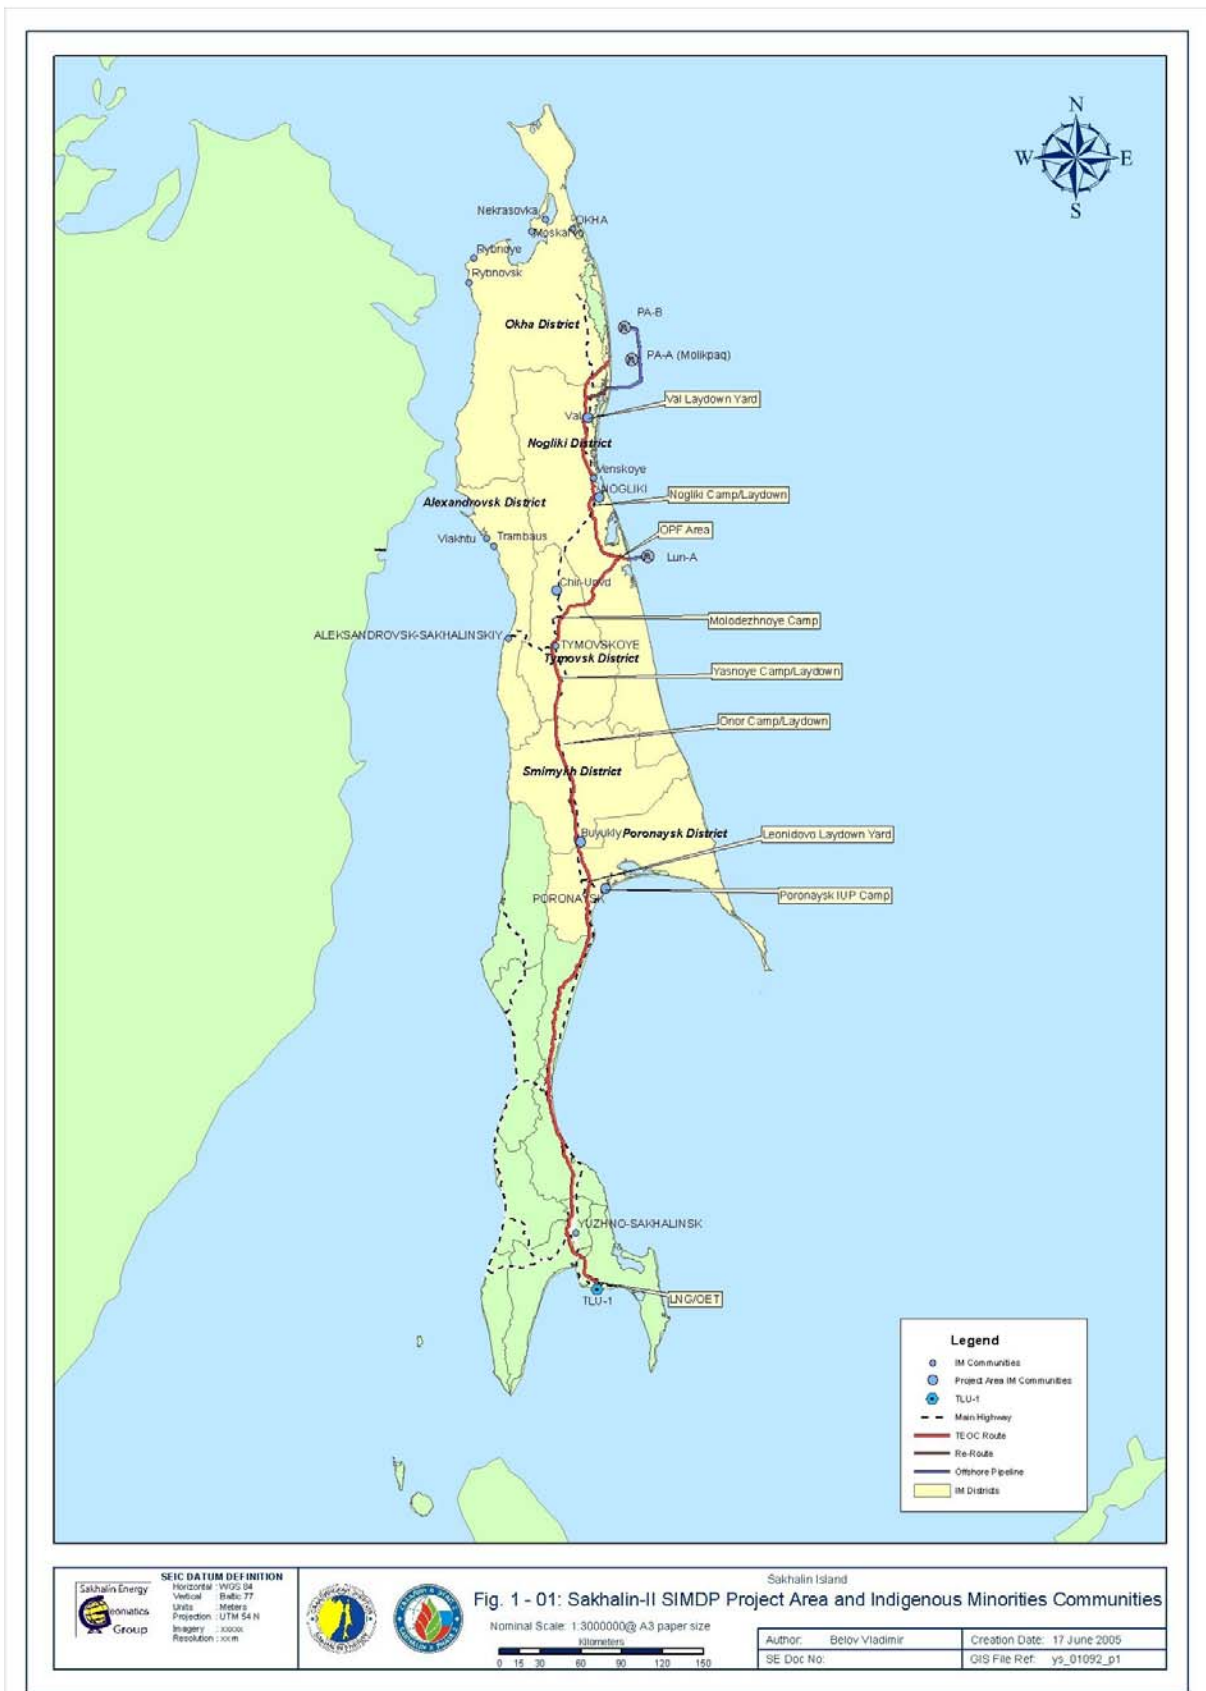 N
W E
S
Nekrasovka
OKHA
Moskalvo
Rybnoye
Rybnovsk
PA-B
Okha District
PA-A (Molikpaq)
Val Laydown Yard
Val
Nogliki District
Venskoye
NOGLIKI
Nogliki Camp/Laydown
Alexandrovsk District
OPF Area
Viakhtu
Trambaus
Lun-A
Chir-Unvd
Molodezhnoye Camp
ALEKSANDROVSK-SAKHALINSKIY
TYMOVSKOYE
Tymovsk District
Yasnoye Camp/Laydown
Onor Camp/Laydown
Smirnykh District
Buyukly
Poronaysk District
Leonidovo Laydown Yard
PORONAYSK
Poronaysk IUP Camp
YUZHNO-SAKHALINSK
TLU-1
LNG/OET
Legend
IM Communities
Project Area IM Communities
TLU-1
Main Highway
TEOC Route
Re-Route
Offshore Pipeline
IM Districts
Sakhalin Energy
Geomatics
Group
SEIC DATUM DEFINITION
Horizontal : WGS 84
Vertical : Baltic 77
Units : Meters
Projection : UTM 54 N
Imagery : xxxxx
Resolution : xx m
Sakhalin Island
Fig. 1 - 01: Sakhalin-II SIMDP Project Area and Indigenous Minorities Communities
Nominal Scale: 1:3000000@ A3 paper size
Kilometers
0 15 30 60 90 120 150
Author: Belov Vladimir
Creation Date: 17 June 2005
SE Doc No:
GIS File Ref: ys_01092_p1